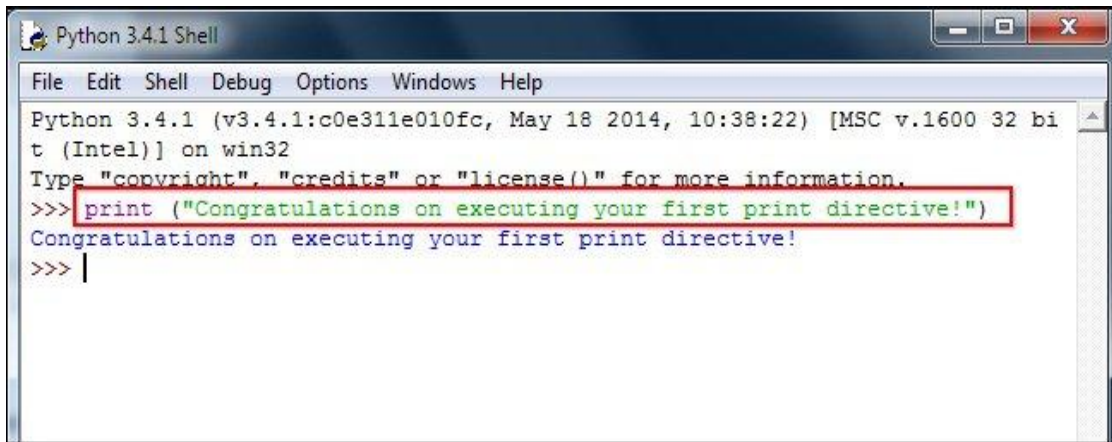 Python 3.4.1 Shell
File Edit Shell Debug Options Windows Help
Python 3.4.1 (v3.4.1:c0e311e010fc, May 18 2014, 10:38:22) [MSC v.1600 32 bi
t (Intel)] on win32
Type "copyright", "credits" or "license()" for more information.
>>> print ("Congratulations on executing your first print directive!")
Congratulations on executing your first print directive!
>>>